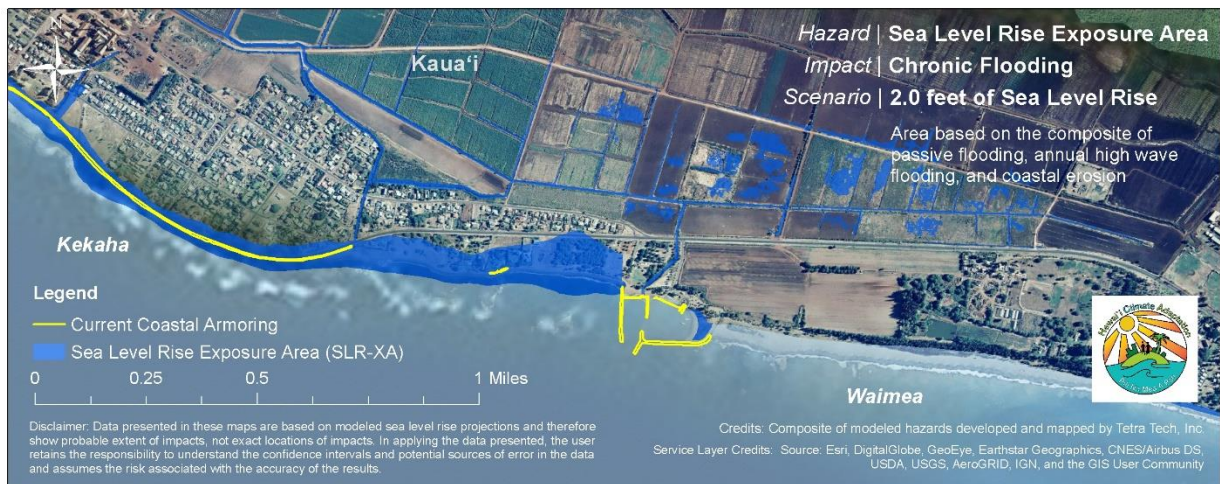 N
Kauaʻi
Hazard | Sea Level Rise Exposure Area
Impact | Chronic Flooding
Scenario | 2.0 feet of Sea Level Rise
Area based on the composite of
passive flooding, annual high wave
flooding, and coastal erosion
Kekaha
Legend
Current Coastal Armoring
Sea Level Rise Exposure Area (SLR-XA)
0 0.25 0.5 1 Miles
Waimea
Hawaiʻi Climate Adaptation
Disclaimer: Data presented in these maps are based on modeled sea level rise projections and therefore
show probable extent of impacts, not exact locations of impacts. In applying the data presented, the user
retains the responsibility to understand the confidence intervals and potential sources of error in the data
and assumes the risk associated with the accuracy of the results.
Credits: Composite of modeled hazards developed and mapped by Tetra Tech, Inc.
Service Layer Credits: Source: Esri, DigitalGlobe, GeoEye, Earthstar Geographics, CNES/Airbus DS,
USDA, USGS, AeroGRID, IGN, and the GIS User Community